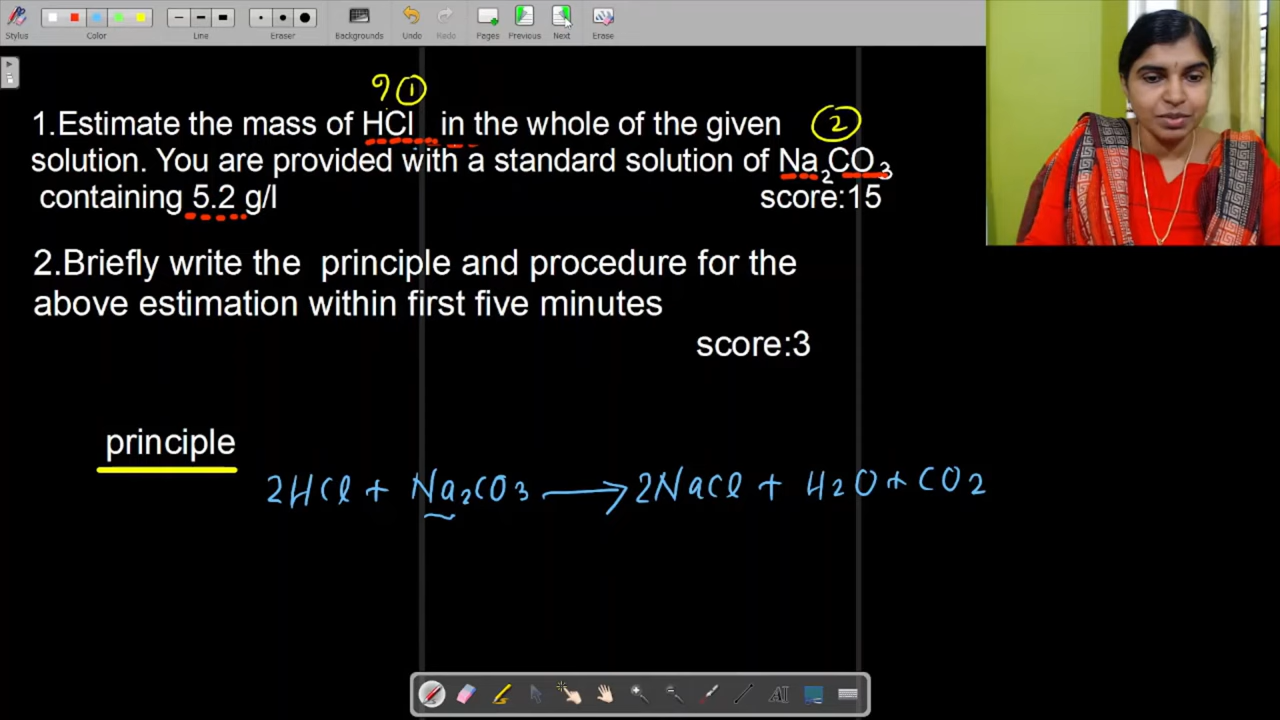 Stylus Color Line Eraser Backgrounds Undo Redo Pages Previous Next Erase
①
1.Estimate the mass of HCl in the whole of the given ②
solution. You are provided with a standard solution of Na₂CO₃
containing 5.2 g/l score:15
2.Briefly write the principle and procedure for the
above estimation within first five minutes
score:3
principle
2HCl + Na₂CO₃ ⟶ 2NaCl + H2O + CO2